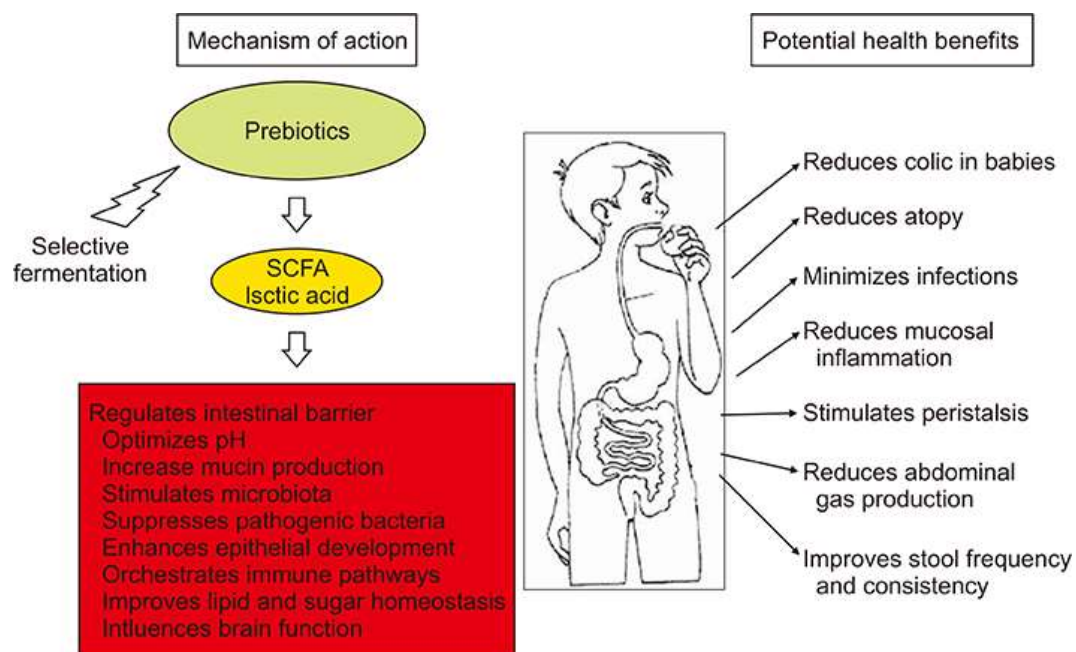 Mechanism of action
Prebiotics
Selective
fermentation
SCFA
Isctic acid
Regulates intestinal barrier
Optimizes pH
Increase mucin production
Stimulates microbiota
Suppresses pathogenic bacteria
Enhances epithelial development
Orchestrates immune pathways
Improves lipid and sugar homeostasis
Intluences brain function
Potential health benefits
Reduces colic in babies
Reduces atopy
Minimizes infections
Reduces mucosal
inflammation
Stimulates peristalsis
Reduces abdominal
gas production
Improves stool frequency
and consistency